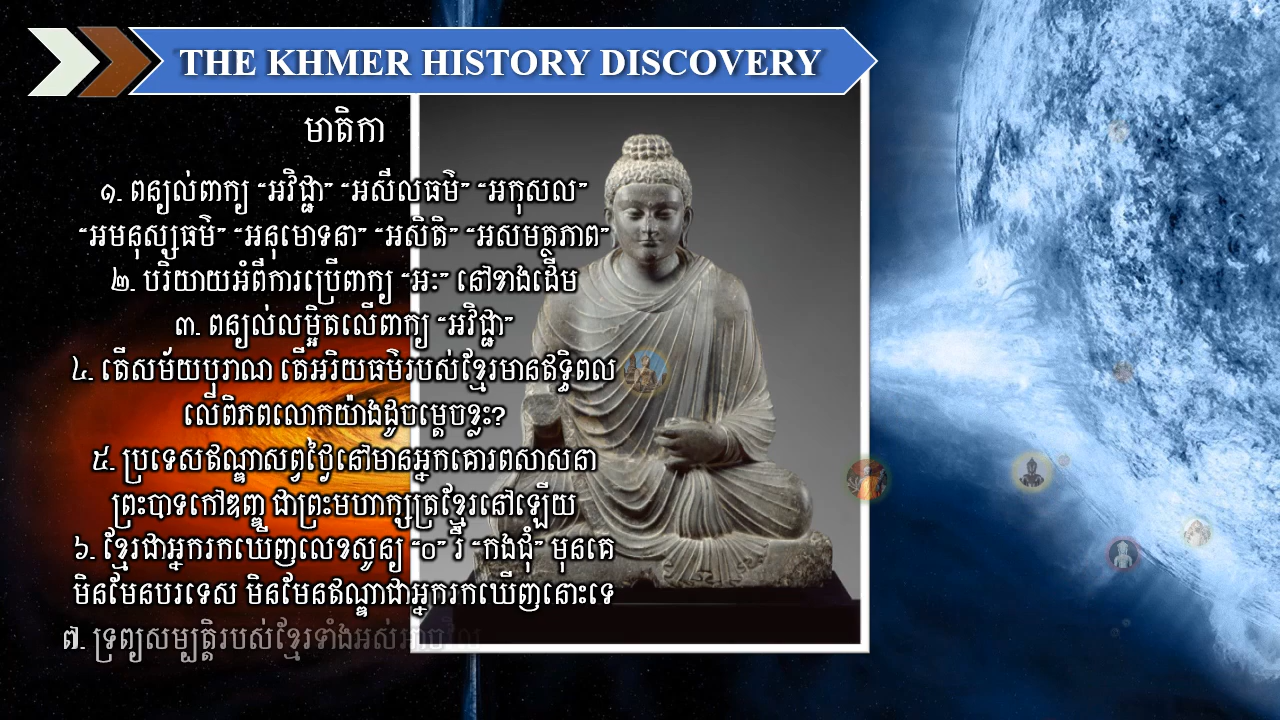 THE KHMER HISTORY DISCOVERY
មាតិកា
១. ពន្យល់ពាក្យ “អវិជ្ជា” “អសីលធម៌” “អកុសល”
“អមនុស្សធម៌” “អនុមោទនា” “អសិតិ” “អសមត្ថភាព”
២. បរិយាយអំពីការប្រើពាក្យ “អៈ” នៅខាងដើម
៣. ពន្យល់លម្អិតលើពាក្យ “អវិជ្ជា”
៤. តើសម័យបុរាណ តើអរិយធម៌របស់ខ្មែរមានឥទ្ធិពល
លើពិភពលោកយ៉ាងដូចម្ដេចខ្លះ?
៥. ប្រទេសឥណ្ឌាសព្វថ្ងៃនៅមានអ្នកគោរពសាសនា
ព្រះបាទកៅឌញ្ញ ជាព្រះមហាក្សត្រខ្មែរនៅឡើយ
៦. ខ្មែរជាអ្នករកឃើញលេខសូន្យ “០” រឺ “កងជុំ” មុនគេ
មិនមែនបរទេស មិនមែនឥណ្ឌាជាអ្នករកឃើញនោះទេ
៧. ទ្រព្យសម្បត្តិរបស់ខ្មែរទាំងអស់អាច